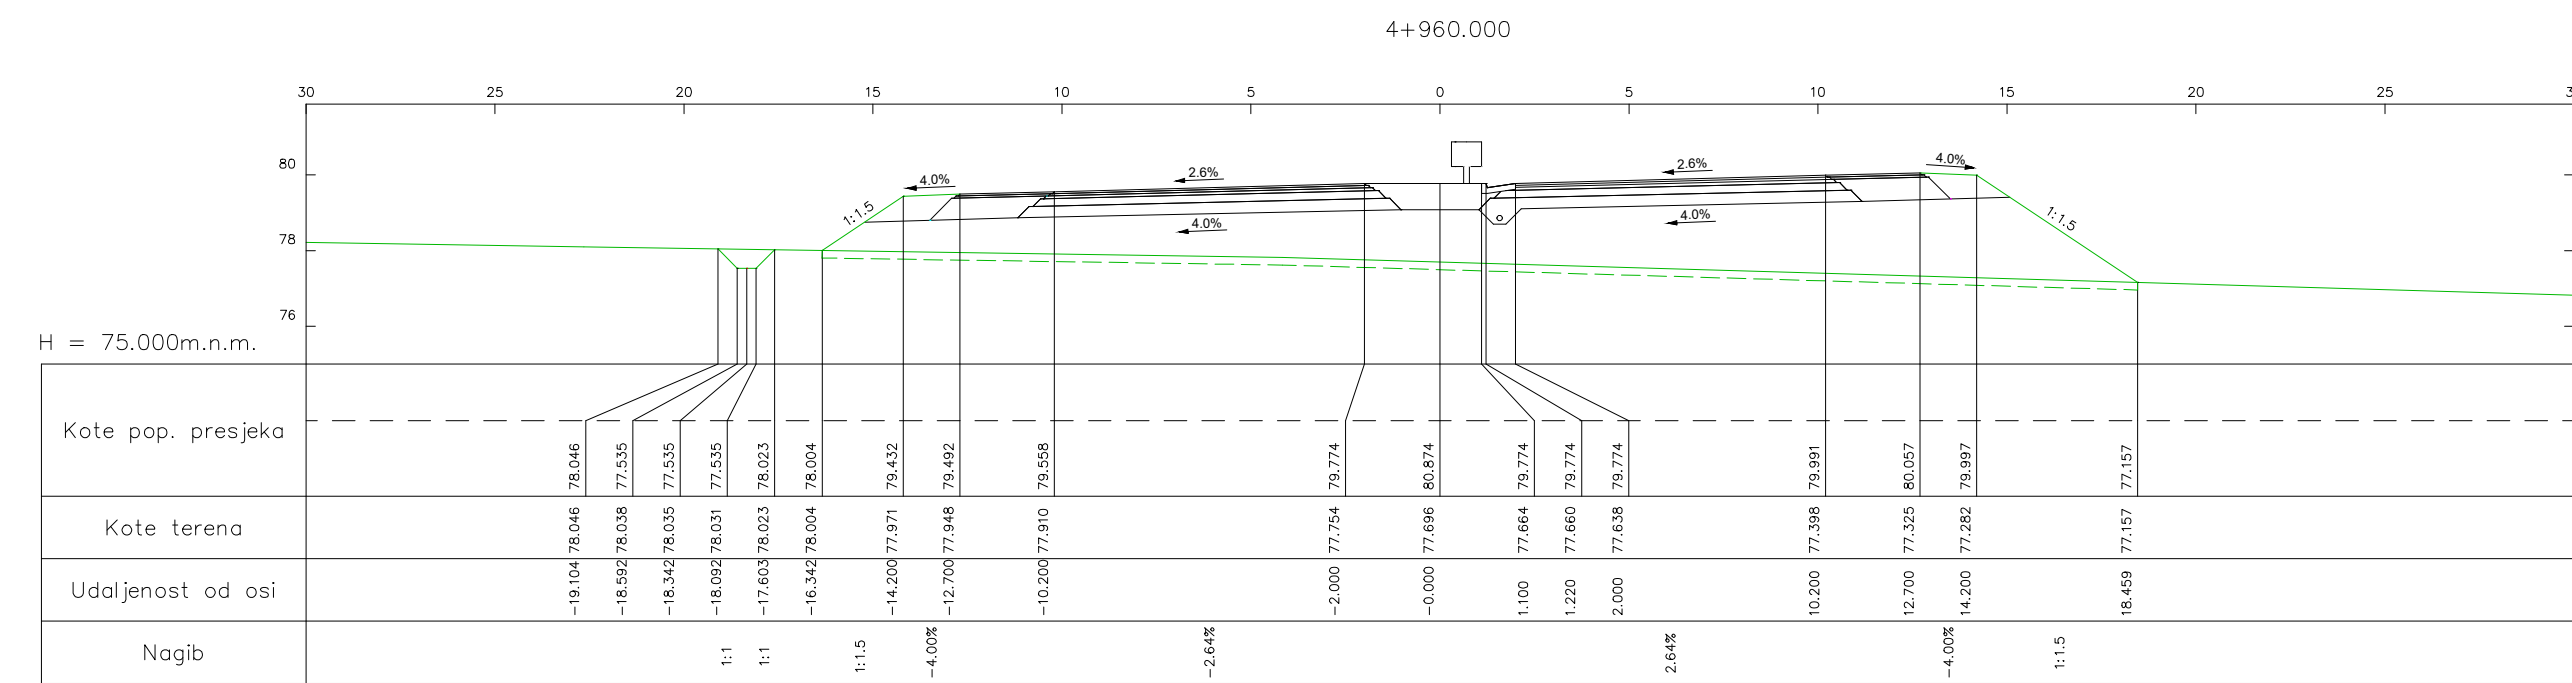 4+960.000
30 25 20 15 10 5 0 5 10 15 20 25
80
78
76
4.0% 2.6% 2.6% 4.0%
1:1.5 1:1.5
4.0% 4.0%
H = 75.000m.n.m.
Kote pop. presjeka 78.046 77.535 77.535 77.535 78.023 78.004 79.432 79.492 79.558 79.774 80.874 79.774 79.774 79.774 79.991 80.057 79.997 77.157
Kote terena 78.046 78.038 78.035 78.031 78.023 78.004 77.971 77.948 77.910 77.754 77.696 77.664 77.660 77.638 77.398 77.325 77.282 77.157
Udaljenost od osi -19.104 -18.592 -18.342 -18.092 -17.603 -16.342 -14.200 -12.700 -10.200 -2.000 -0.000 1.100 1.220 2.000 10.200 12.700 14.200 18.459
Nagib 1:1 1:1 1:1.5 -4.00% -2.64% 2.64% -4.00% 1:1.5